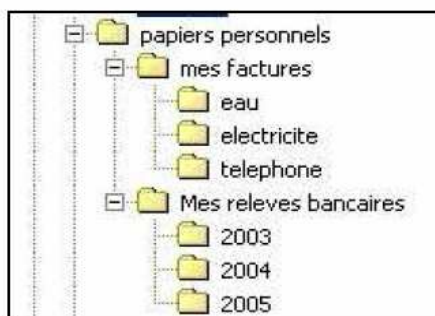 papiers personnels
mes factures
eau
electricite
telephone
Mes releves bancaires
2003
2004
2005